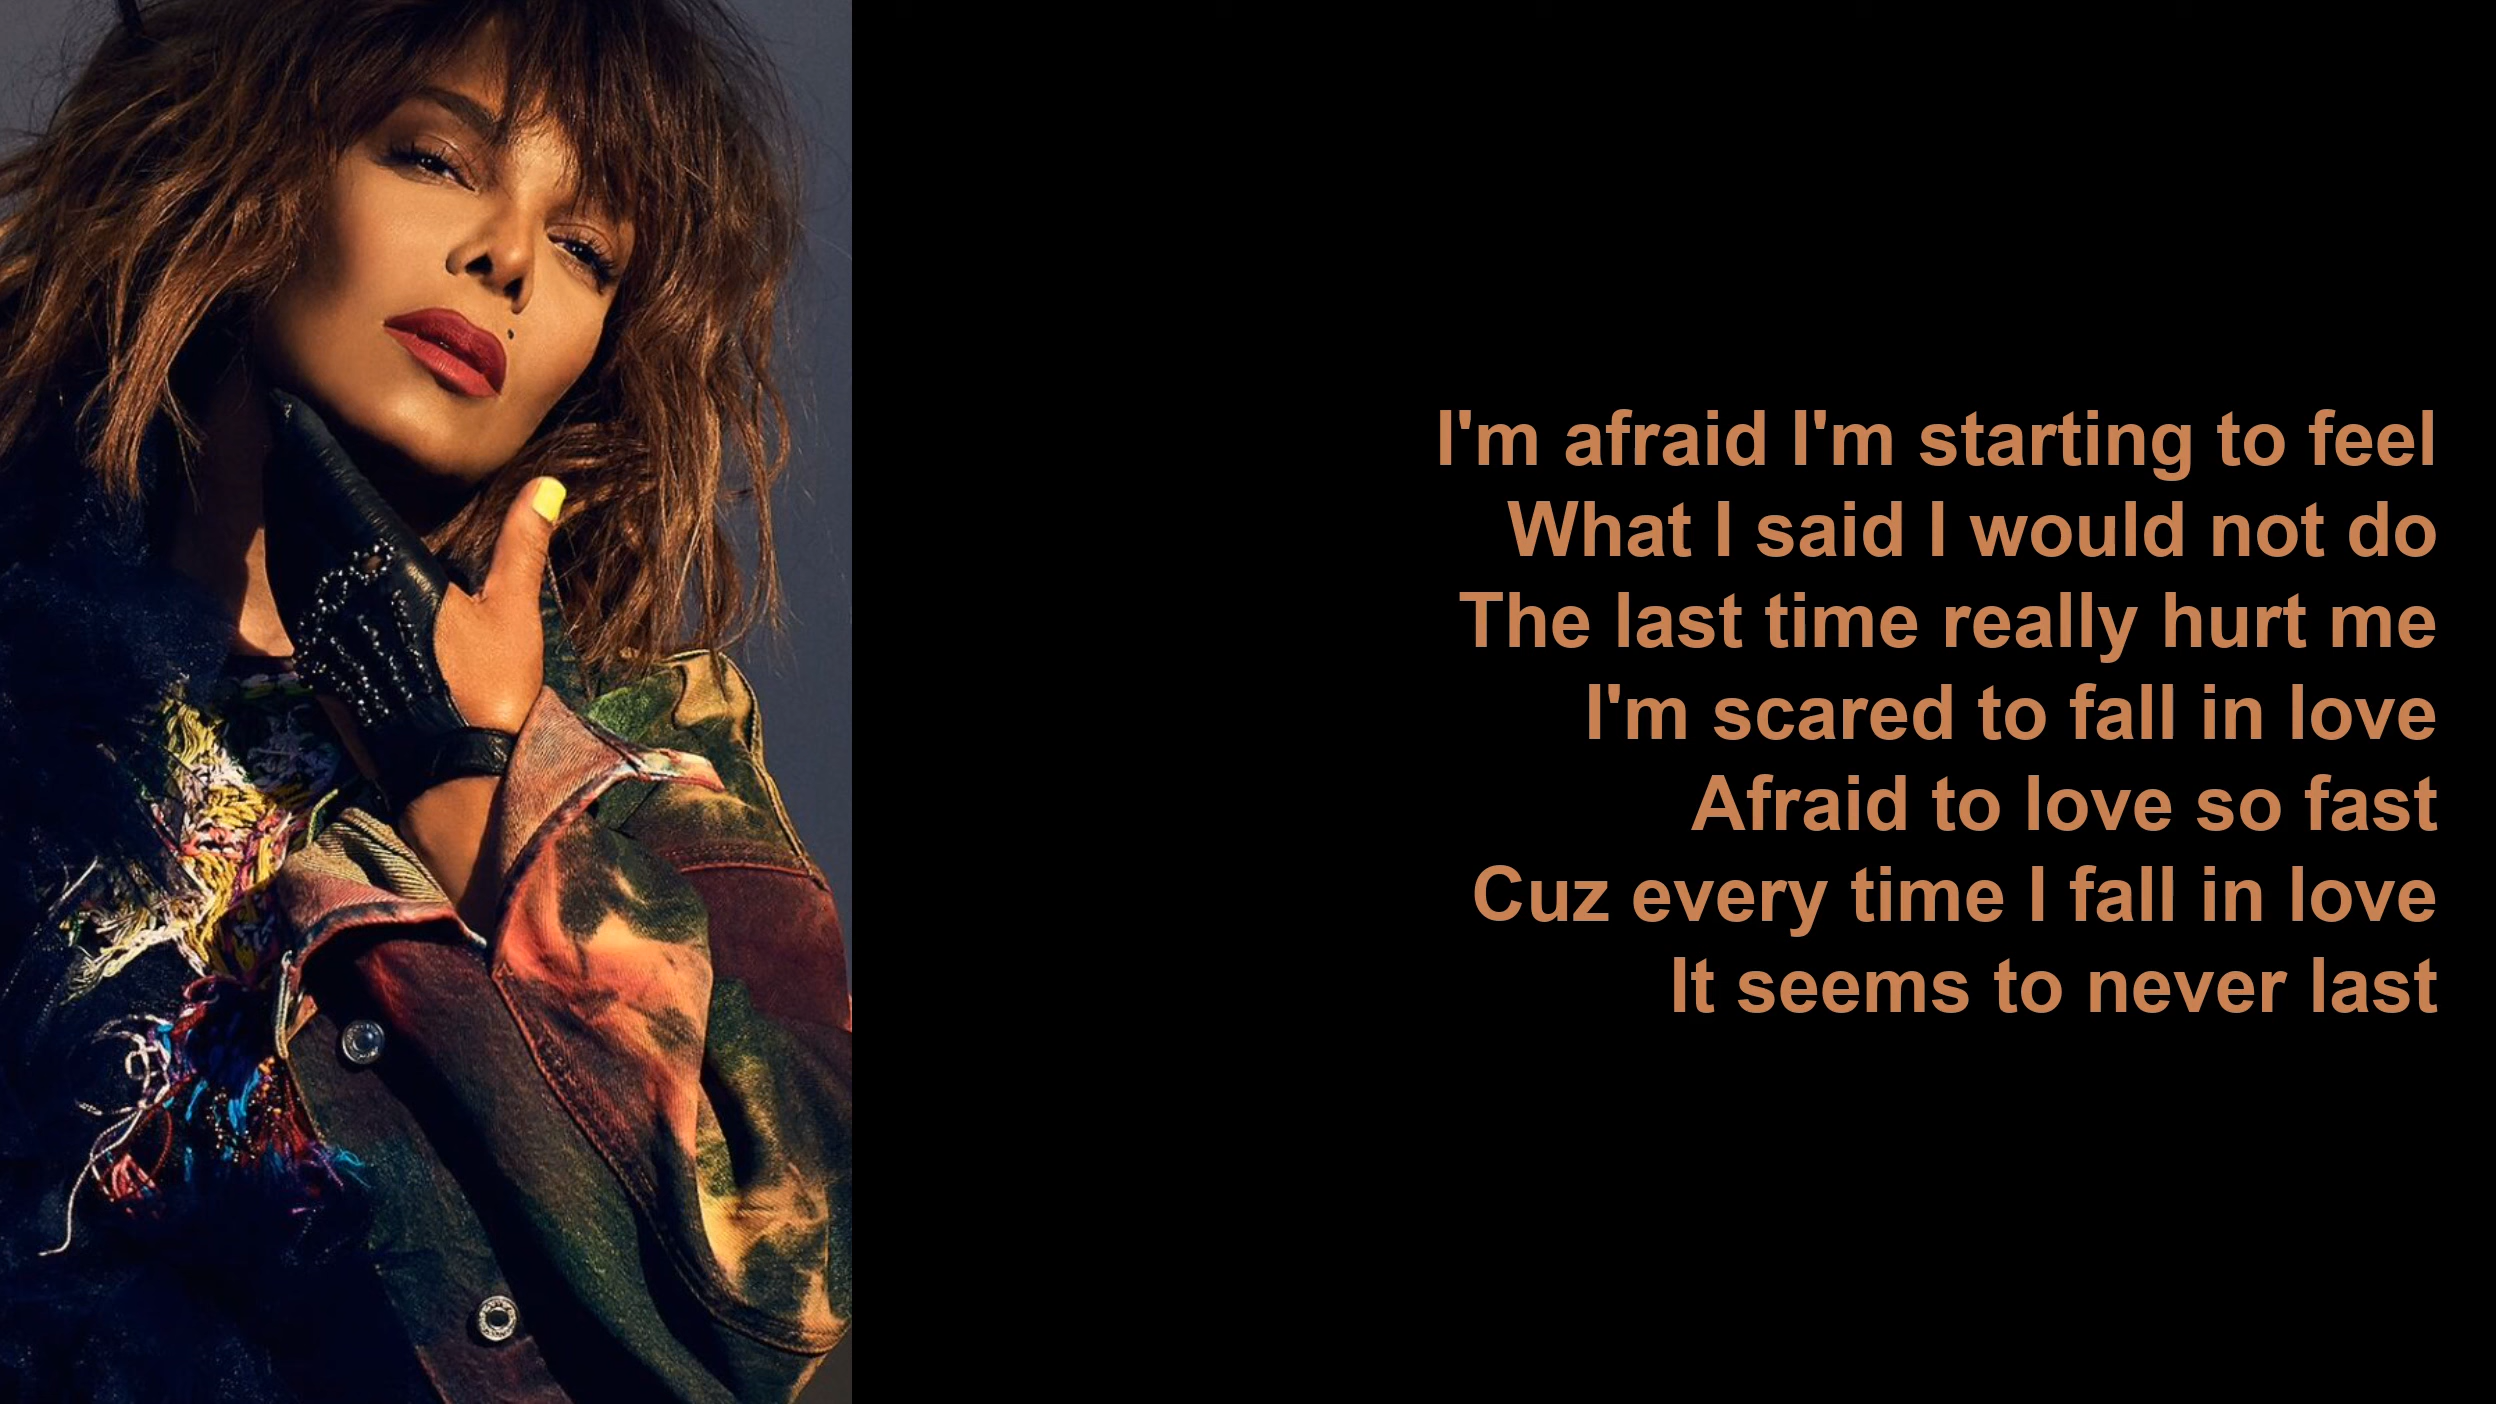 I'm afraid I'm starting to feel
What I said I would not do
The last time really hurt me
I'm scared to fall in love
Afraid to love so fast
Cuz every time I fall in love
It seems to never last